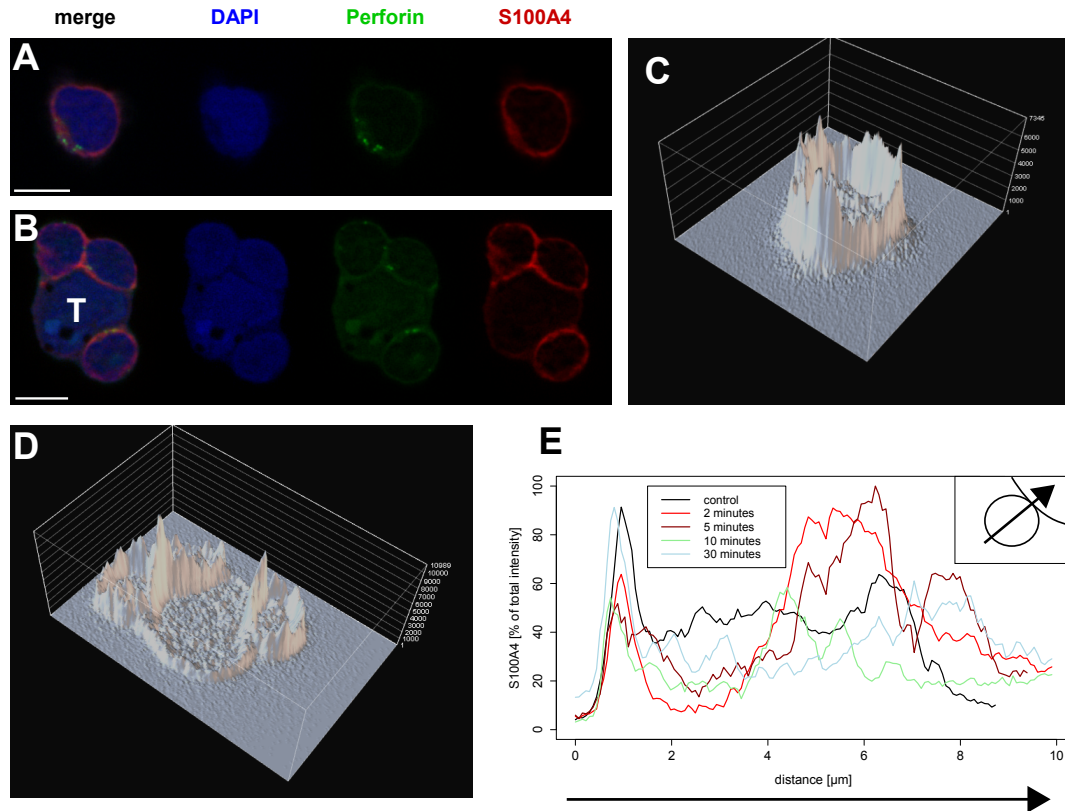 merge DAPI Perforin S100A4
A
B
T
C
7346
6000
5000
4000
3000
2000
1000
1
D
10989
10000
9000
8000
7000
6000
5000
4000
3000
2000
1000
1
E
S100A4 [% of total intensity]
100
80
60
40
20
0
control
2 minutes
5 minutes
10 minutes
30 minutes
0 2 4 6 8 10
distance [µm]